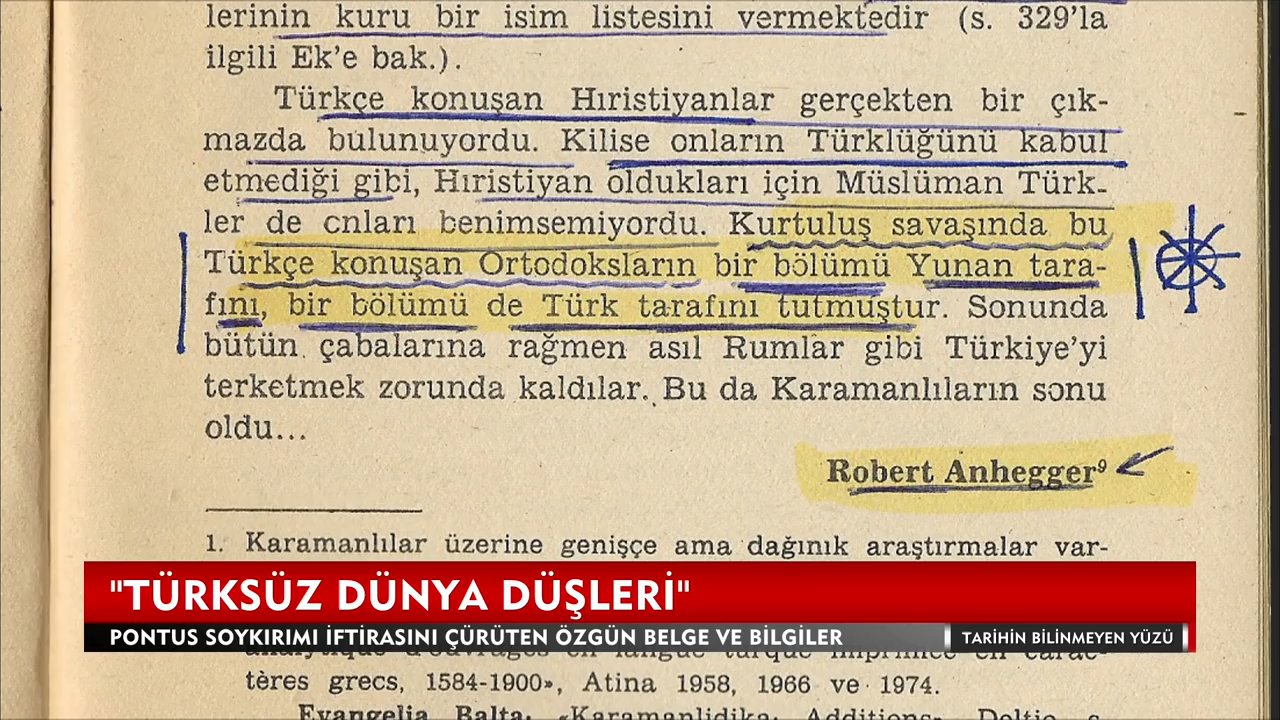 lerinin kuru bir isim listesini vermektedir (s. 329'la
ilgili Ek'e bak.).
Türkçe konuşan Hıristiyanlar gerçekten bir çık-
mazda bulunuyordu. Kilise onların Türklüğünü kabul
etmediği gibi, Hıristiyan oldukları için Müslüman Türk-
ler de onları benimsemiyordu. Kurtuluş savaşında bu
Türkçe konuşan Ortodoksların bir bölümü Yunan tara-
fını, bir bölümü de Türk tarafını tutmuştur. Sonunda
bütün çabalarına rağmen asıl Rumlar gibi Türkiye'yi
terketmek zorunda kaldılar. Bu da Karamanlıların sonu
oldu...
Robert Anhegger⁹
1. Karamanlılar üzerine genişçe ama dağınık araştırmalar var-
"TÜRKSÜZ DÜNYA DÜŞLERİ"
PONTUS SOYKIRIMI İFTİRASINI ÇÜRÜTEN ÖZGÜN BELGE VE BİLGİLER
TARİHİN BİLİNMEYEN YÜZÜ
tères grecs, 1584-1900», Atina 1958, 1966 ve 1974.
Evangelia Balta: «Karamanlidika: Additions- Deltio s.